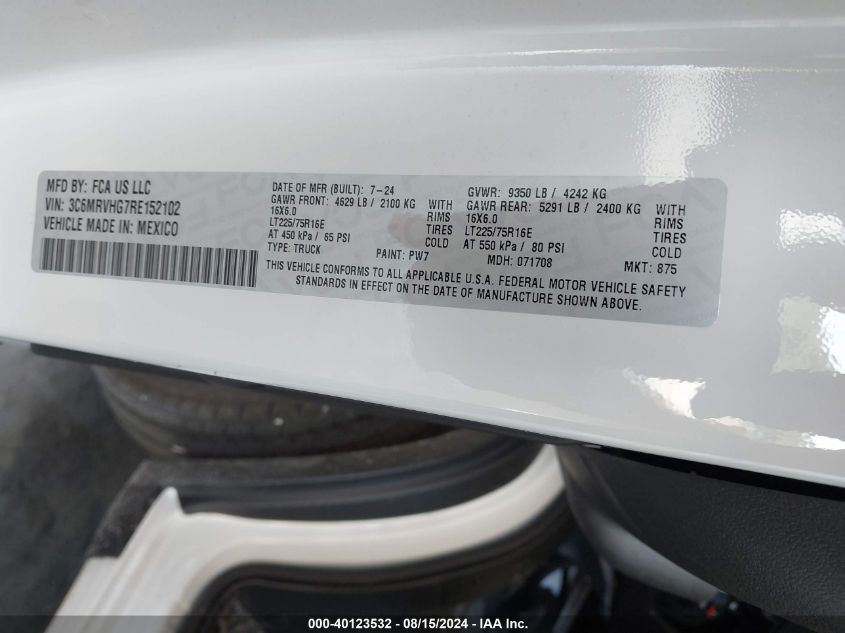 MFD BY: FCA US LLC
VIN: 3C6MRVHG7RE152102
VEHICLE MADE IN: MEXICO
DATE OF MFR (BUILT): 7-24
GAWR FRONT: 4629 LB / 2100 KG WITH
16X6.0 RIMS
LT225/75R16E TIRES
AT 450 kPa / 65 PSI COLD
TYPE: TRUCK PAINT: PW7
GVWR: 9350 LB / 4242 KG
GAWR REAR: 5291 LB / 2400 KG WITH
16X6.0 RIMS
LT225/75R16E TIRES
AT 550 kPa / 80 PSI COLD
MDH: 071708 MKT: 875
THIS VEHICLE CONFORMS TO ALL APPLICABLE U.S.A. FEDERAL MOTOR VEHICLE SAFETY
STANDARDS IN EFFECT ON THE DATE OF MANUFACTURE SHOWN ABOVE.
000-40123532 - 08/15/2024 - IAA Inc.